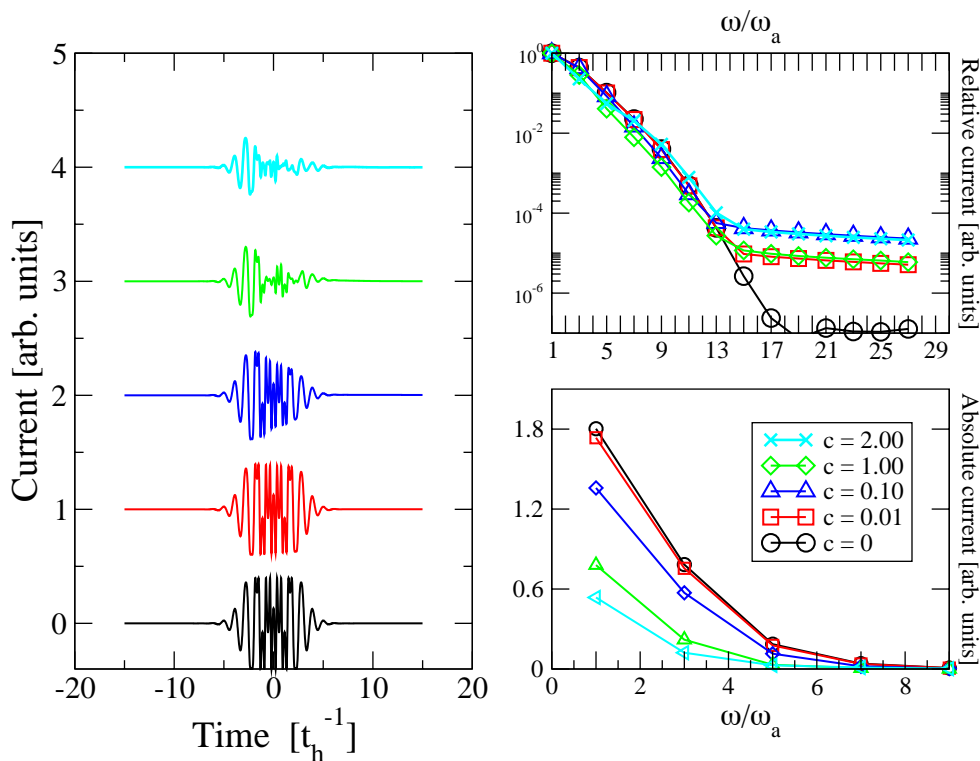 5
4
3
2
1
0
Current [arb. units]
-20
-10
0
10
20
Time [t_h^-1]
ω/ω_a
10^0
10^-2
10^-4
10^-6
1
5
9
13
17
21
25
29
Relative current [arb. units]
1.8
1.2
0.6
0
c = 2.00
c = 1.00
c = 0.10
c = 0.01
c = 0
Absolute current [arb. units]
0
2
4
6
8
ω/ω_a